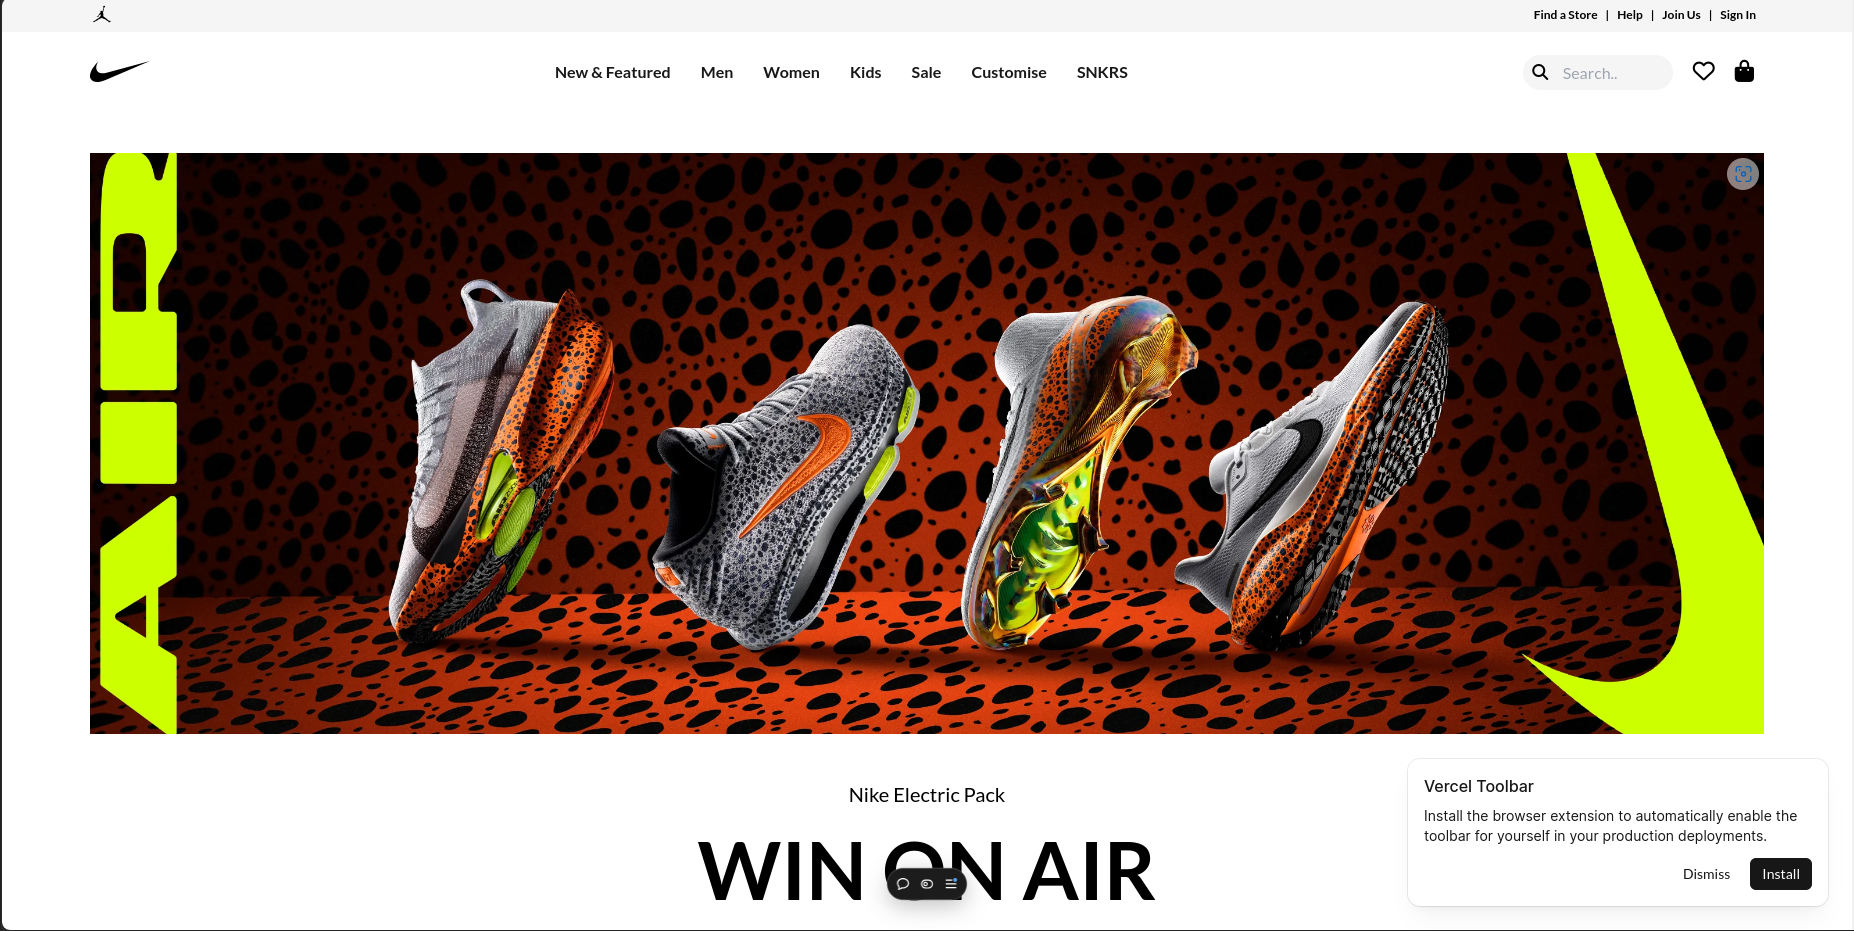 Find a Store | Help | Join Us | Sign In
New & Featured Men Women Kids Sale Customise SNKRS
Search..
AIR
Nike Electric Pack
WIN ON AIR
Vercel Toolbar
Install the browser extension to automatically enable the
toolbar for yourself in your production deployments.
Dismiss Install